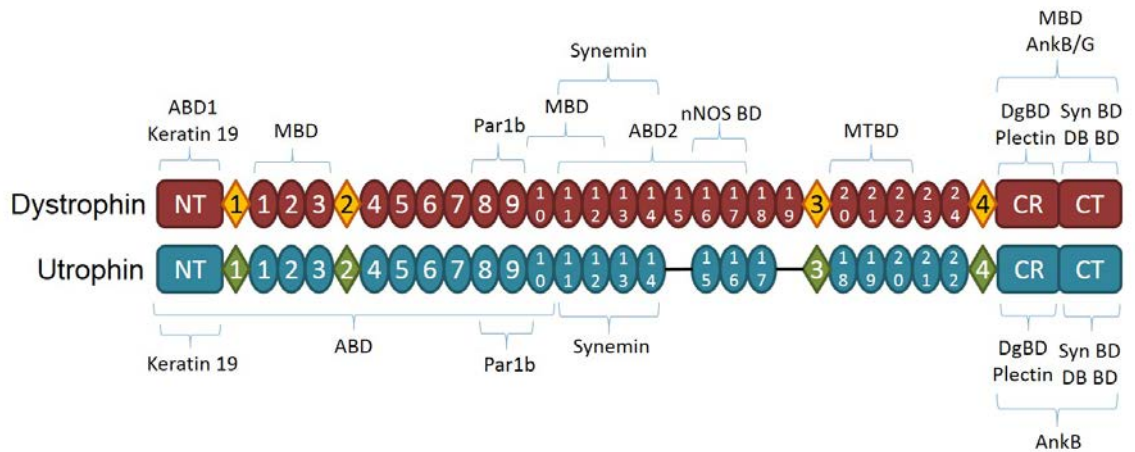 MBD
AnkB/G
Synemin
ABD1
Keratin 19
MBD
Par1b
MBD
ABD2
nNOS BD
MTBD
DgBD
Plectin
Syn BD
DB BD
Dystrophin NT 1 1 2 3 2 4 5 6 7 8 9 10 11 12 13 14 15 16 17 18 19 3 20 21 22 23 24 4 CR CT
Utrophin NT 1 1 2 3 2 4 5 6 7 8 9 10 11 12 13 14 15 16 17 3 18 19 20 21 22 4 CR CT
Keratin 19
ABD
Par1b
Synemin
DgBD
Plectin
Syn BD
DB BD
AnkB